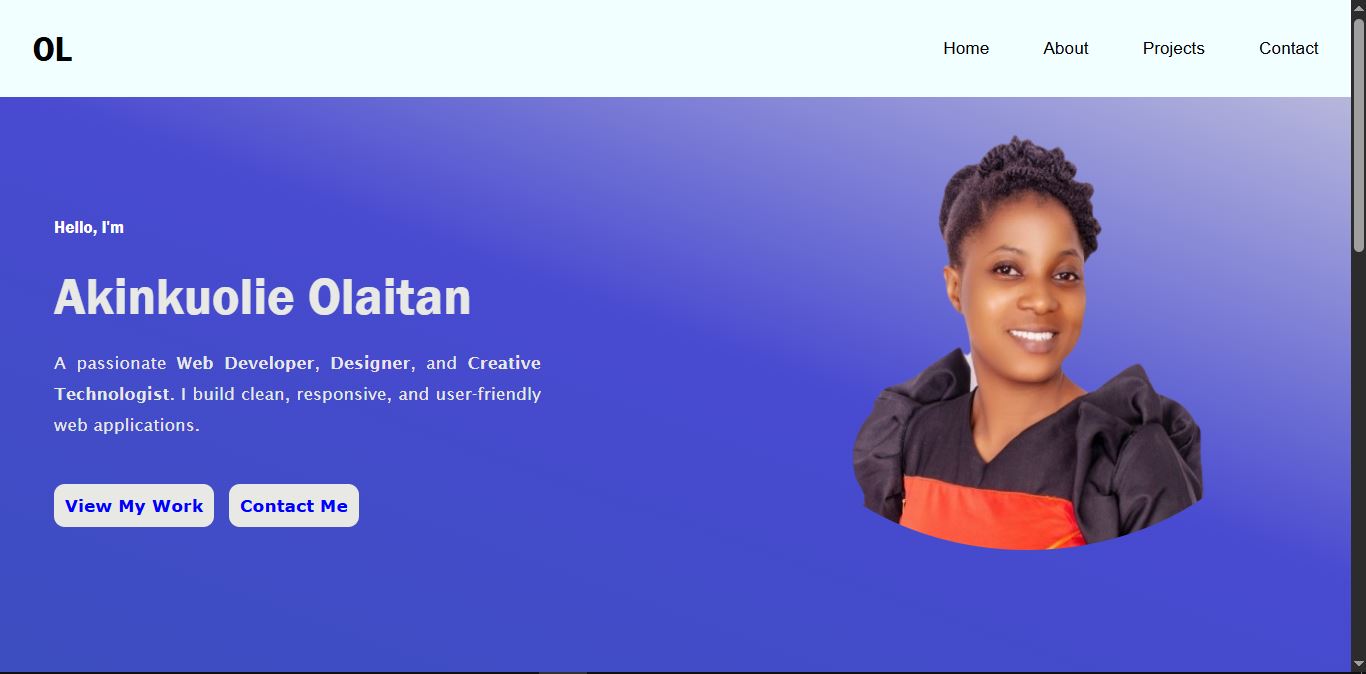 OL
Home About Projects Contact
Hello, I'm
Akinkuolie Olaitan
A passionate Web Developer, Designer, and Creative
Technologist. I build clean, responsive, and user-friendly
web applications.
View My Work Contact Me